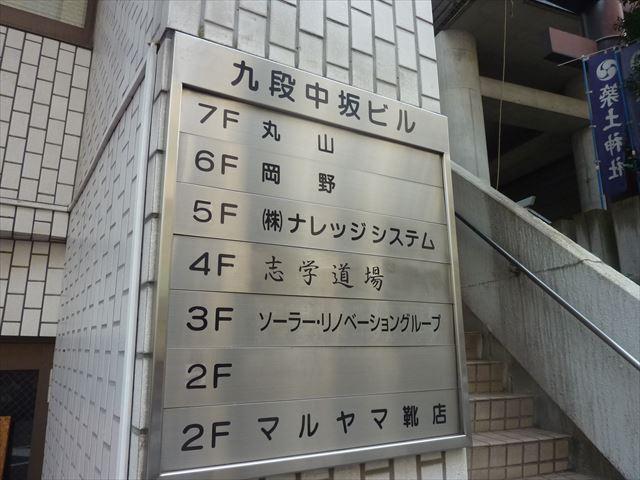 九段中坂ビル
7F 丸山
6F 岡野
5F ㈱ナレッジシステム
4F 志学道場
3F ソーラー・リノベーショングループ
2F
2F マルヤマ靴店
築土神社